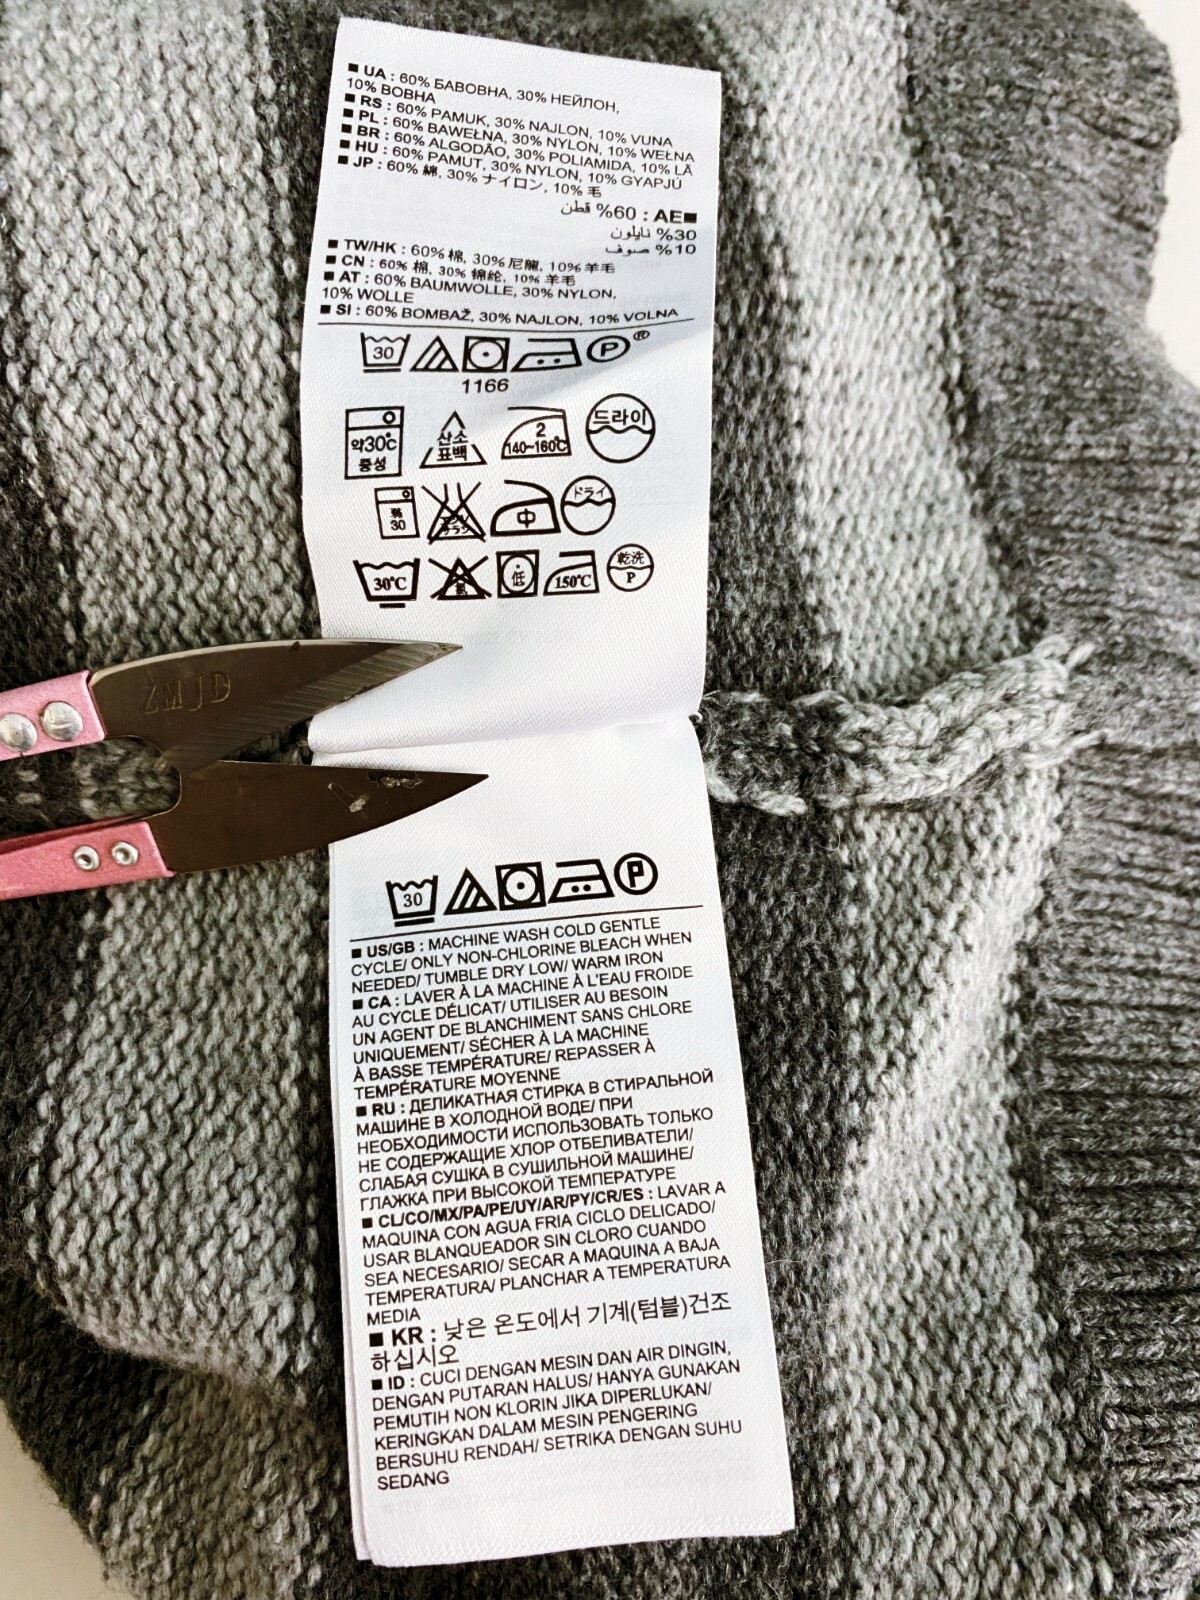 ■ UA : 60% БАВОВНА, 30% НЕЙЛОН,
10% ВОВНА
■ RS : 60% PAMUK, 30% NAJLON, 10% VUNA
■ PL : 60% BAWEŁNA, 30% NYLON, 10% WEŁNA
■ BR : 60% ALGODÃO, 30% POLIAMIDA, 10% LÃ
■ HU : 60% PAMUT, 30% NYLON, 10% GYAPJÚ
■ JP : 60% 綿, 30% ナイロン, 10% 毛
■AE : 60% قطن
30% نايلون
10% صوف
■ TW/HK : 60% 棉, 30% 尼龍, 10% 羊毛
■ CN : 60% 棉, 30% 锦纶, 10% 羊毛
■ AT : 60% BAUMWOLLE, 30% NYLON,
10% WOLLE
■ SI : 60% BOMBAŽ, 30% NAJLON, 10% VOLNA
30 P ®
1166
약30℃ 중성 산소 표백 2 140~160℃ 드라이
弱 30 エンソ サラシ 中 ドライ
30℃ 氯 低 150℃ 乾洗 P
ZMJD
30 P
■ US/GB : MACHINE WASH COLD GENTLE
CYCLE/ ONLY NON-CHLORINE BLEACH WHEN
NEEDED/ TUMBLE DRY LOW/ WARM IRON
■ CA : LAVER À LA MACHINE À L'EAU FROIDE
AU CYCLE DÉLICAT/ UTILISER AU BESOIN
UN AGENT DE BLANCHIMENT SANS CHLORE
UNIQUEMENT/ SÉCHER À LA MACHINE
À BASSE TEMPÉRATURE/ REPASSER À
TEMPÉRATURE MOYENNE
■ RU : ДЕЛИКАТНАЯ СТИРКА В СТИРАЛЬНОЙ
МАШИНЕ В ХОЛОДНОЙ ВОДЕ/ ПРИ
НЕОБХОДИМОСТИ ИСПОЛЬЗОВАТЬ ТОЛЬКО
НЕ СОДЕРЖАЩИЕ ХЛОР ОТБЕЛИВАТЕЛИ/
СЛАБАЯ СУШКА В СУШИЛЬНОЙ МАШИНЕ/
ГЛАЖКА ПРИ ВЫСОКОЙ ТЕМПЕРАТУРЕ
■ CL/CO/MX/PA/PE/UY/AR/PY/CR/ES : LAVAR A
MAQUINA CON AGUA FRIA CICLO DELICADO/
USAR BLANQUEADOR SIN CLORO CUANDO
SEA NECESARIO/ SECAR A MAQUINA A BAJA
TEMPERATURA/ PLANCHAR A TEMPERATURA
MEDIA
■ KR : 낮은 온도에서 기계(텀블)건조
하십시오
■ ID : CUCI DENGAN MESIN DAN AIR DINGIN,
DENGAN PUTARAN HALUS/ HANYA GUNAKAN
PEMUTIH NON KLORIN JIKA DIPERLUKAN/
KERINGKAN DALAM MESIN PENGERING
BERSUHU RENDAH/ SETRIKA DENGAN SUHU
SEDANG